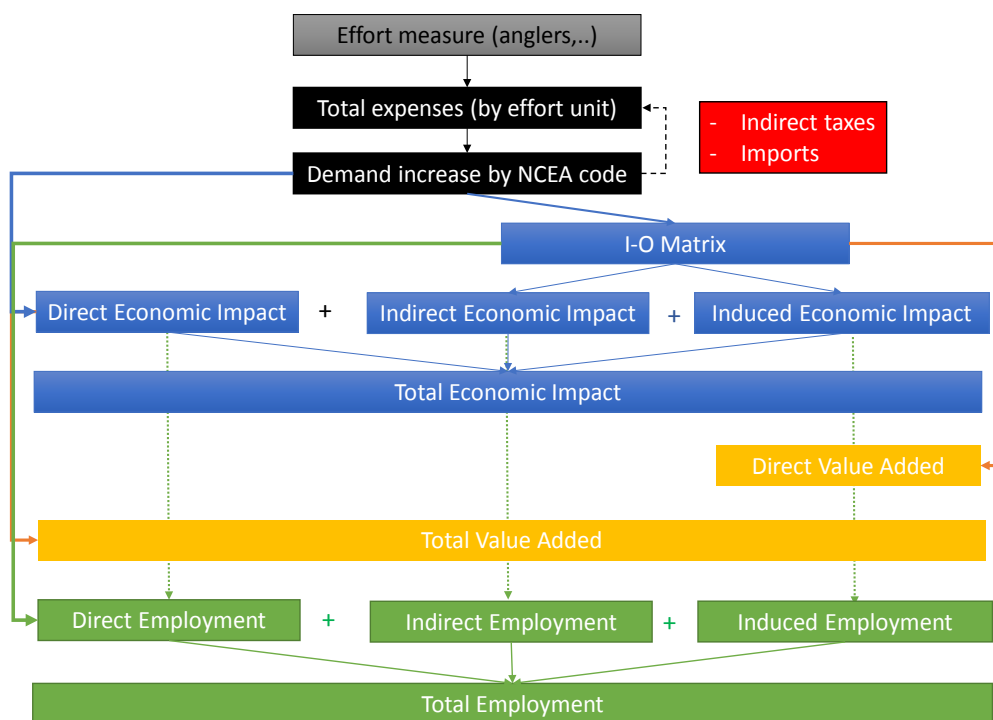 Effort measure (anglers,..)
Total expenses (by effort unit)
- Indirect taxes
- Imports
Demand increase by NCEA code
I-O Matrix
Direct Economic Impact + Indirect Economic Impact + Induced Economic Impact
Total Economic Impact
Direct Value Added
Total Value Added
Direct Employment + Indirect Employment + Induced Employment
Total Employment